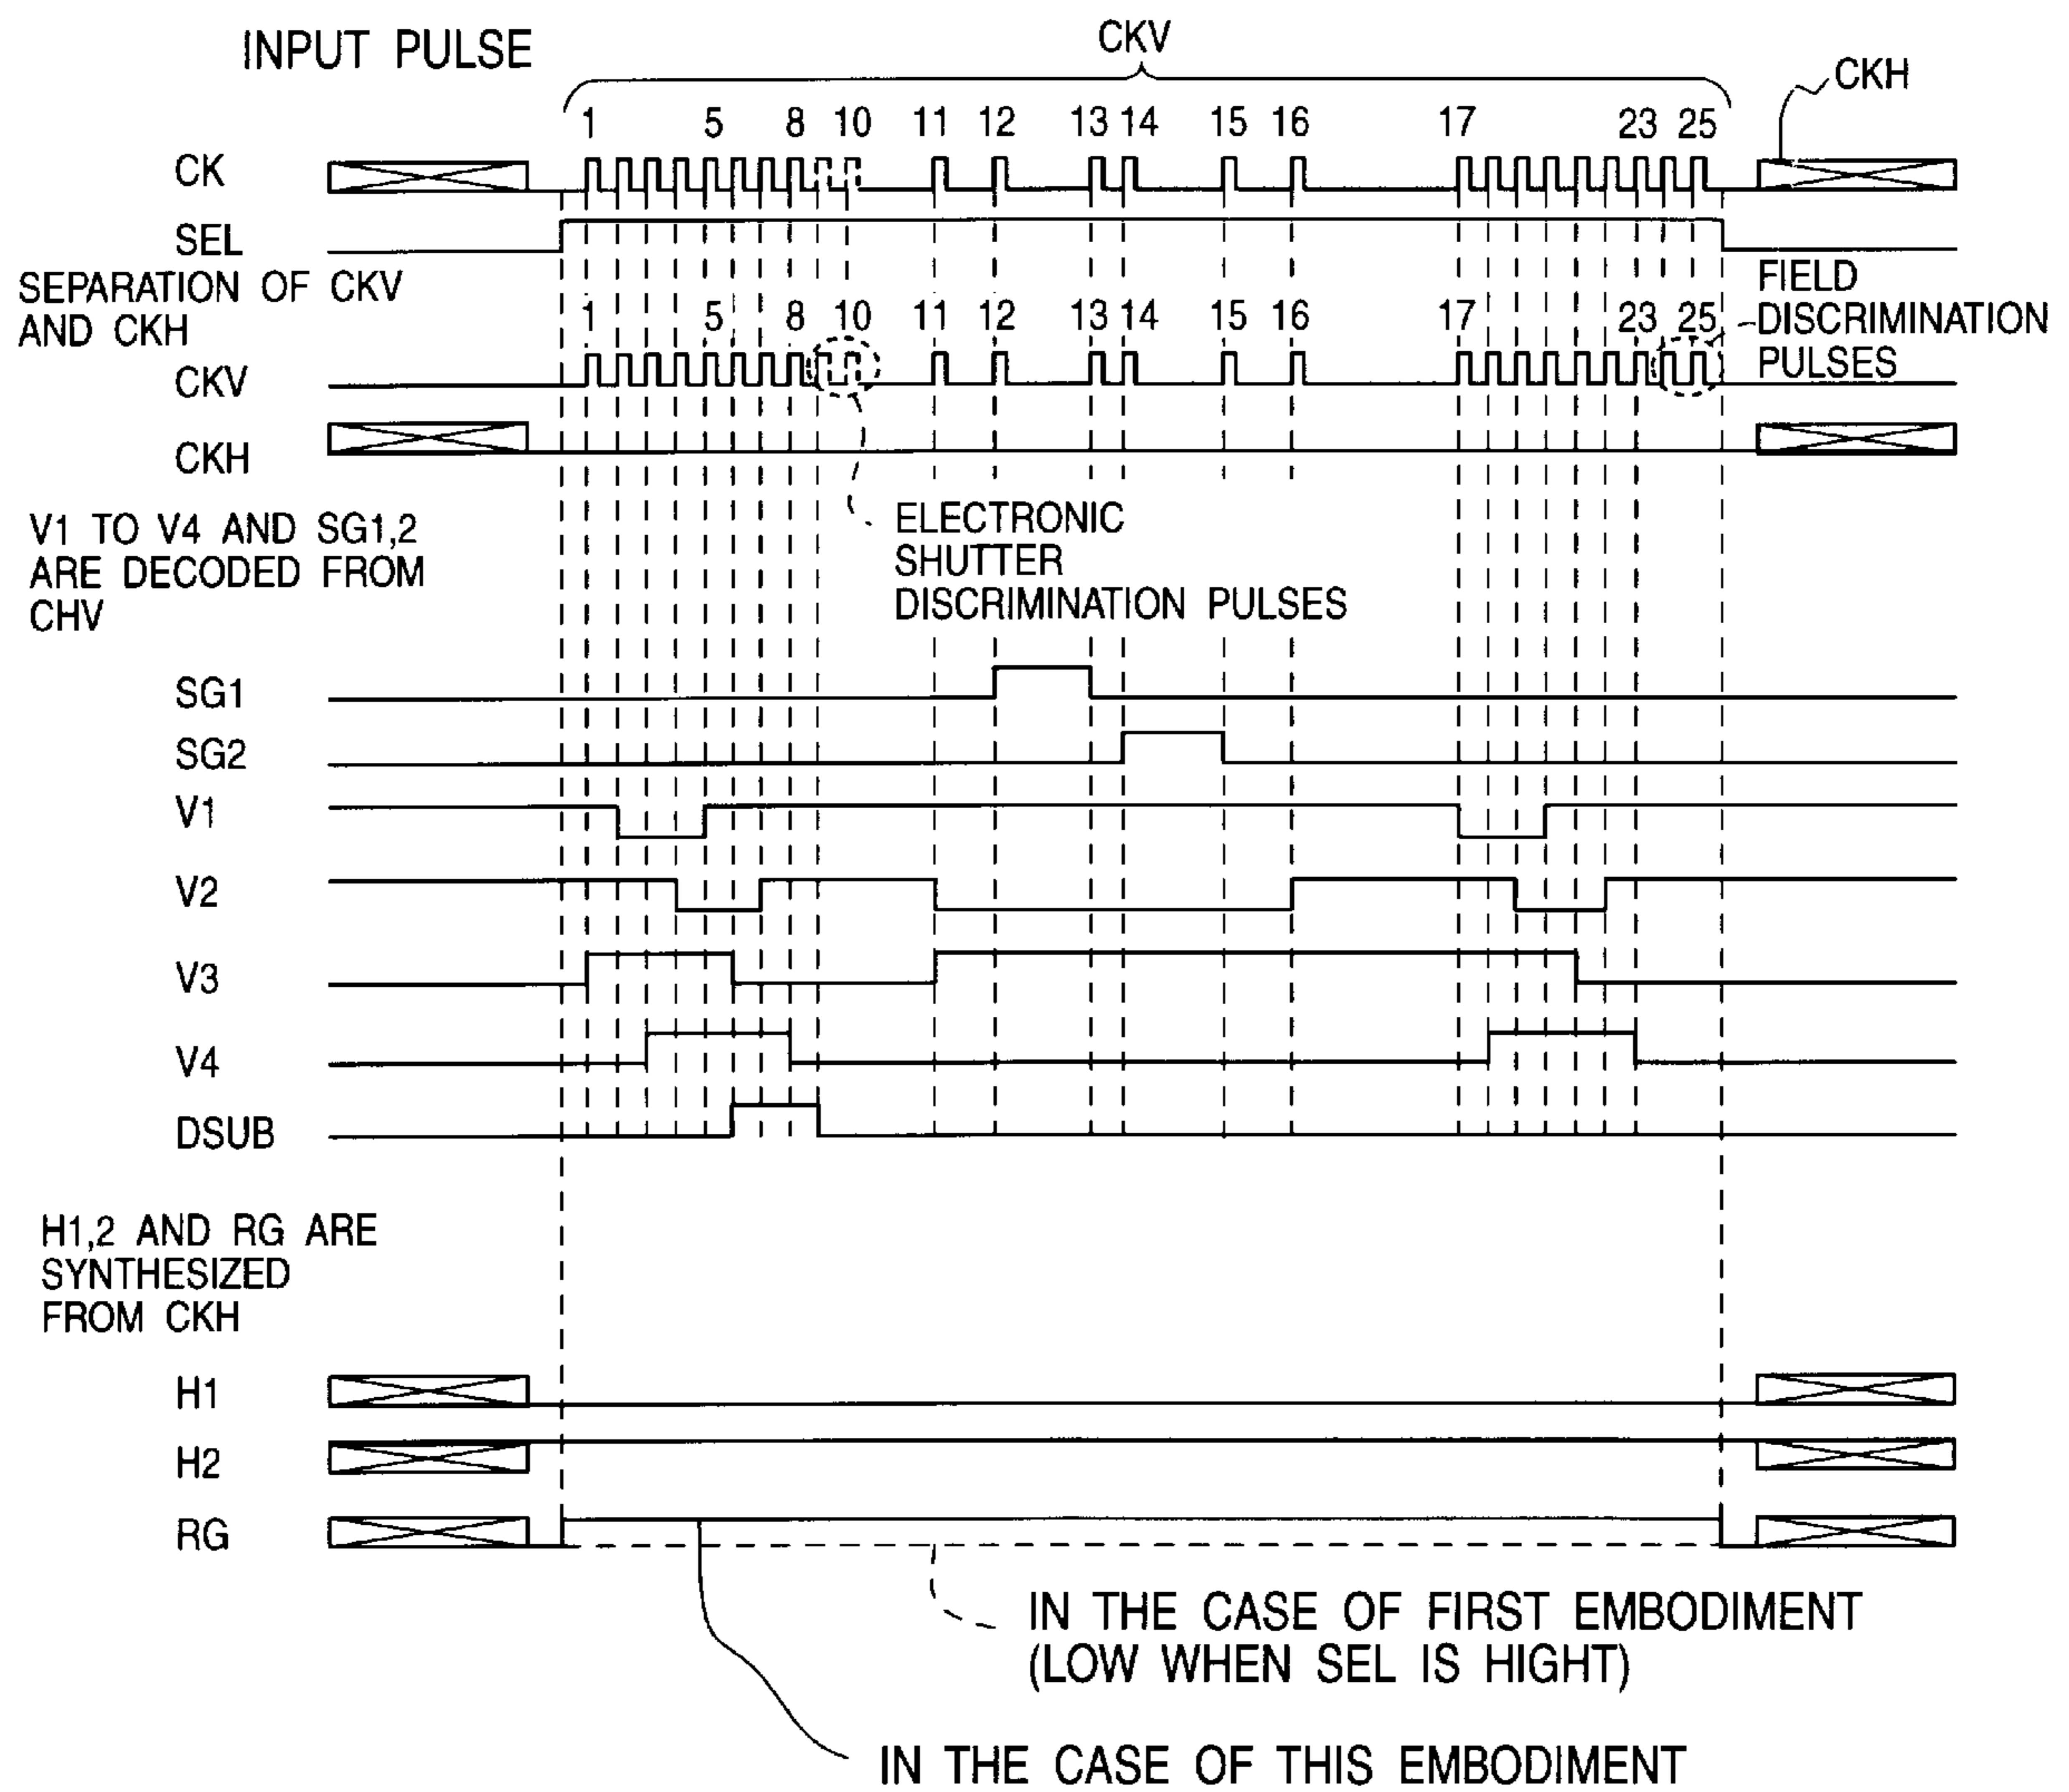 INPUT PULSE
CKV
CKH
1 5 8 10 11 12 13 14 15 16 17 23 25
CK
SEL
SEPARATION OF CKV
AND CKH
FIELD
DISCRIMINATION
PULSES
1 5 8 10 11 12 13 14 15 16 17 23 25
CKV
CKH
V1 TO V4 AND SG1,2
ARE DECODED FROM
CHV
ELECTRONIC
SHUTTER
DISCRIMINATION PULSES
SG1
SG2
V1
V2
V3
V4
DSUB
H1,2 AND RG ARE
SYNTHESIZED
FROM CKH
H1
H2
RG
IN THE CASE OF FIRST EMBODIMENT
(LOW WHEN SEL IS HIGHT)
IN THE CASE OF THIS EMBODIMENT